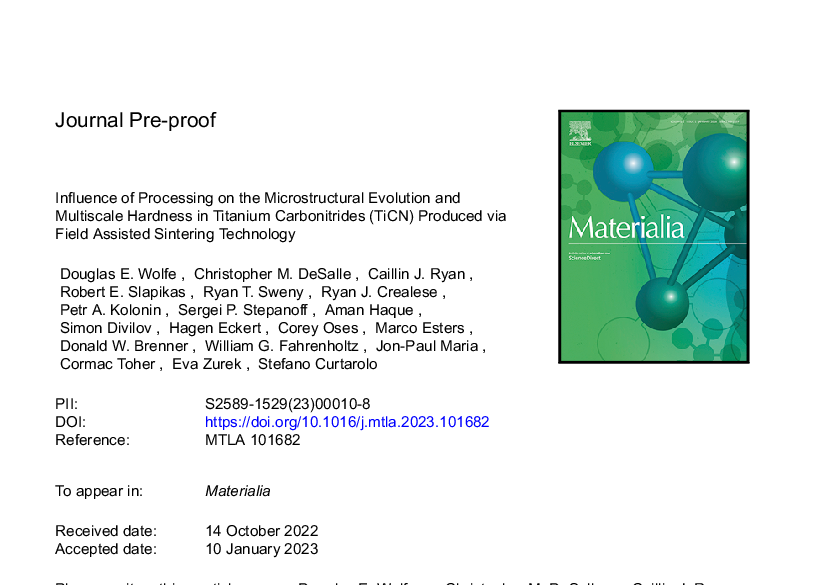 Journal Pre-proof
Influence of Processing on the Microstructural Evolution and
Multiscale Hardness in Titanium Carbonitrides (TiCN) Produced via
Field Assisted Sintering Technology
Douglas E. Wolfe , Christopher M. DeSalle , Caillin J. Ryan ,
Robert E. Slapikas , Ryan T. Sweny , Ryan J. Crealese ,
Petr A. Kolonin , Sergei P. Stepanoff , Aman Haque ,
Simon Divilov , Hagen Eckert , Corey Oses , Marco Esters ,
Donald W. Brenner , William G. Fahrenholtz , Jon-Paul Maria ,
Cormac Toher , Eva Zurek , Stefano Curtarolo
PII: S2589-1529(23)00010-8
DOI: https://doi.org/10.1016/j.mtla.2023.101682
Reference: MTLA 101682
To appear in: Materialia
Received date: 14 October 2022
Accepted date: 10 January 2023
ELSEVIER
Materialia
ScienceDirect